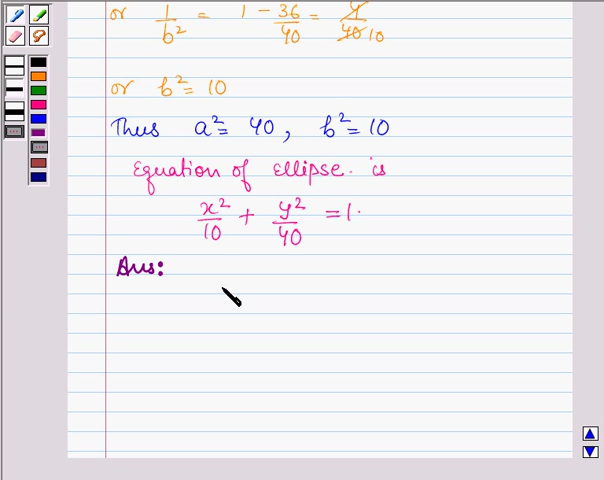 or 1/b² = 1 - 36/40 = 4/40 10
or b² = 10
Thus a² = 40, b² = 10
Equation of ellipse. is
x²/10 + y²/40 = 1.
Ans: